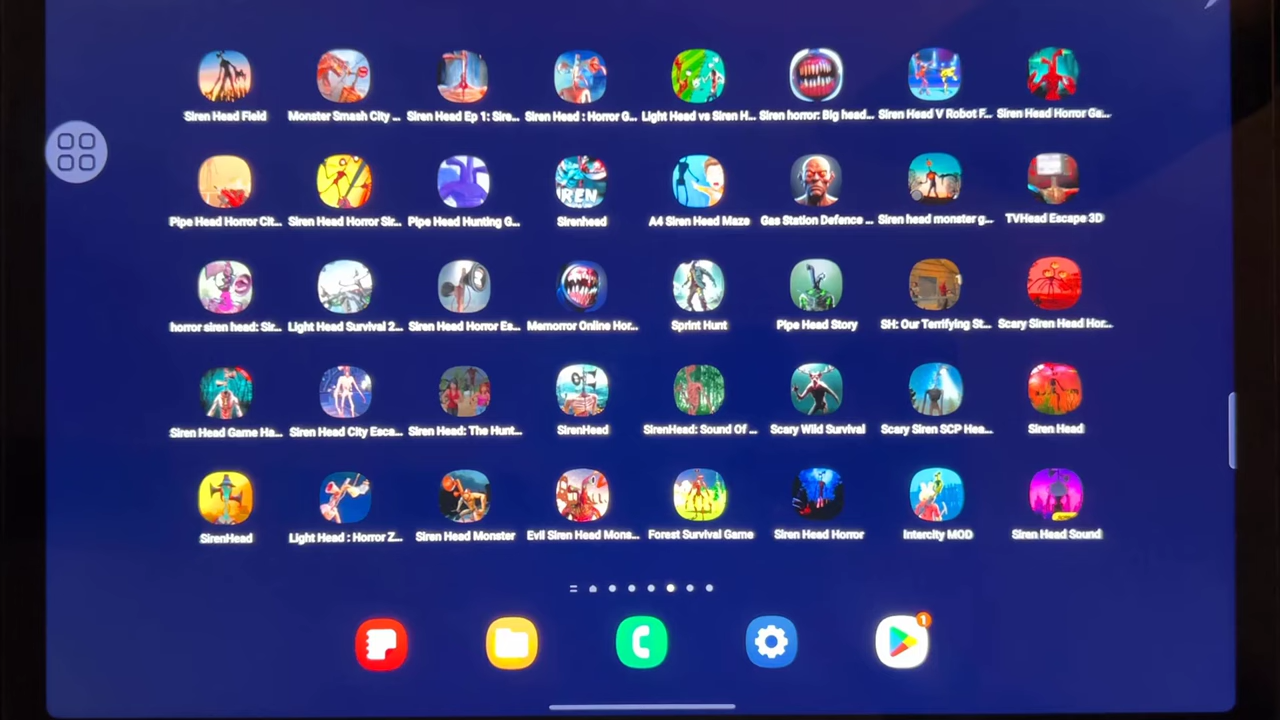 Siren Head Field
Monster Smash City ...
Siren Head Ep 1: Sire...
Siren Head : Horror G...
Light Head vs Siren H...
Siren horror: Big head...
Siren Head V Robot F...
Siren Head Horror Ga...
Pipe Head Horror Cit...
Siren Head Horror Sir...
Pipe Head Hunting G...
REN
Sirenhead
A4 Siren Head Maze
Gas Station Defence ...
Siren head monster g...
TVHead Escape 3D
horror siren head: Sir...
Light Head Survival 2...
Siren Head Horror Es...
Memorror Online Hor...
Sprint Hunt
Pipe Head Story
SH: Our Terrifying St...
Scary Siren Head Hor...
Siren Head Game Ha...
Siren Head City Esca...
Siren Head: The Hunt...
SirenHead
SirenHead: Sound Of ...
Scary Wild Survival
Scary Siren SCP Hea...
Siren Head
SirenHead
Light Head : Horror Z...
Siren Head Monster
Evil Siren Head Mons...
Forest Survival Game
Siren Head Horror
Intercity MOD
Siren Head Sound
1